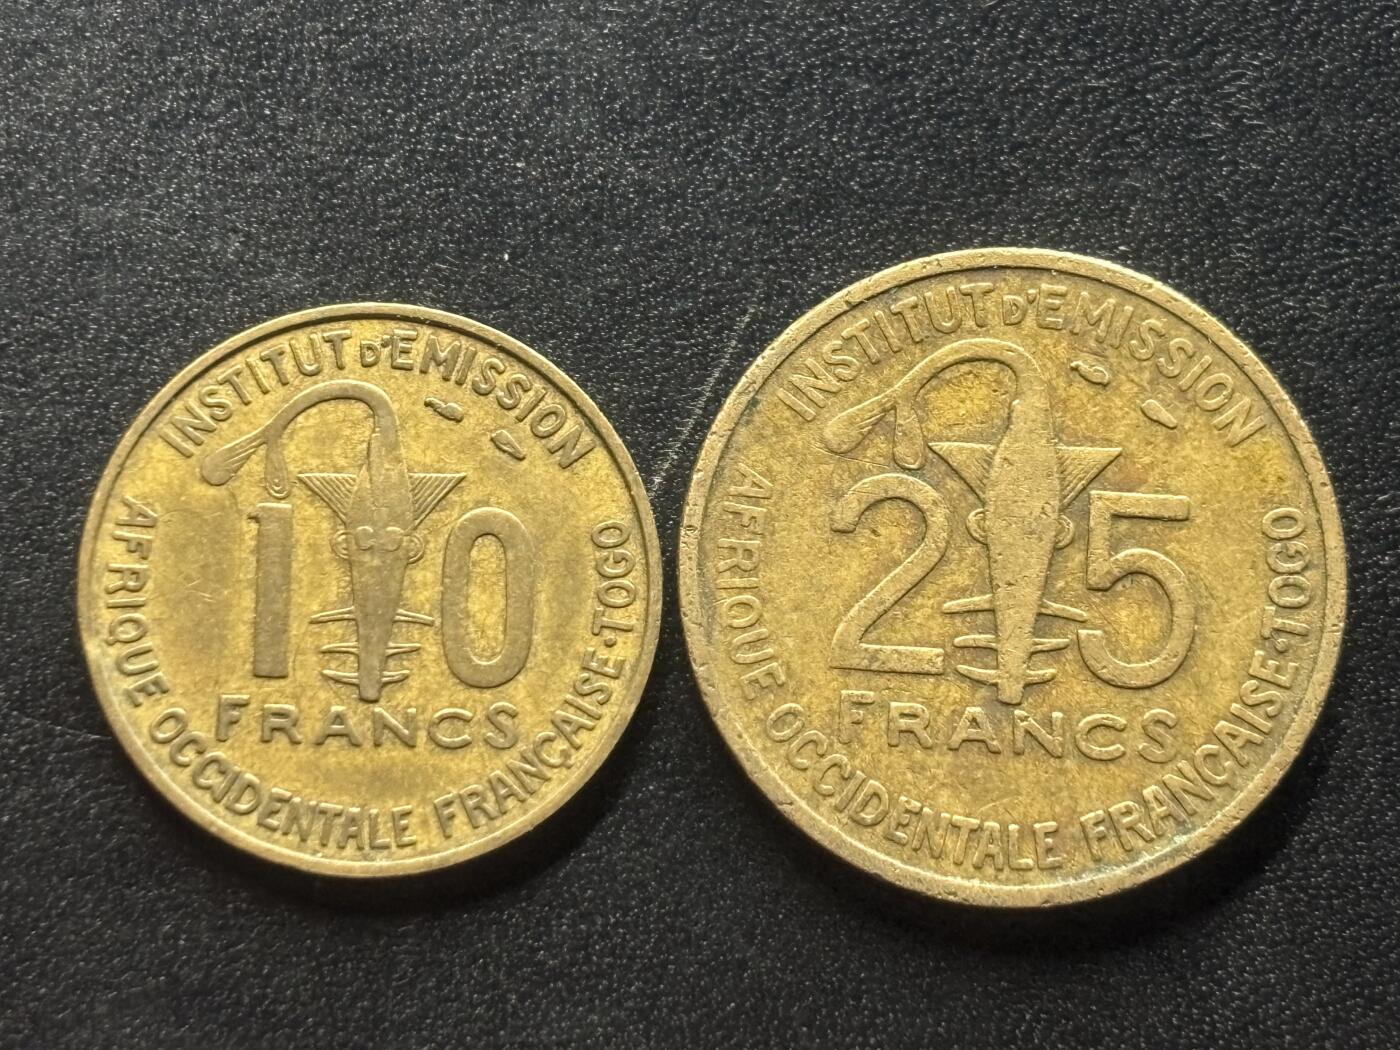 INSTITUT D'EMISSION
10
FRANCS
AFRIQUE OCCIDENTALE FRANÇAISE·TOGO
INSTITUT D'EMISSION
25
FRANCS
AFRIQUE OCCIDENTALE FRANÇAISE·TOGO